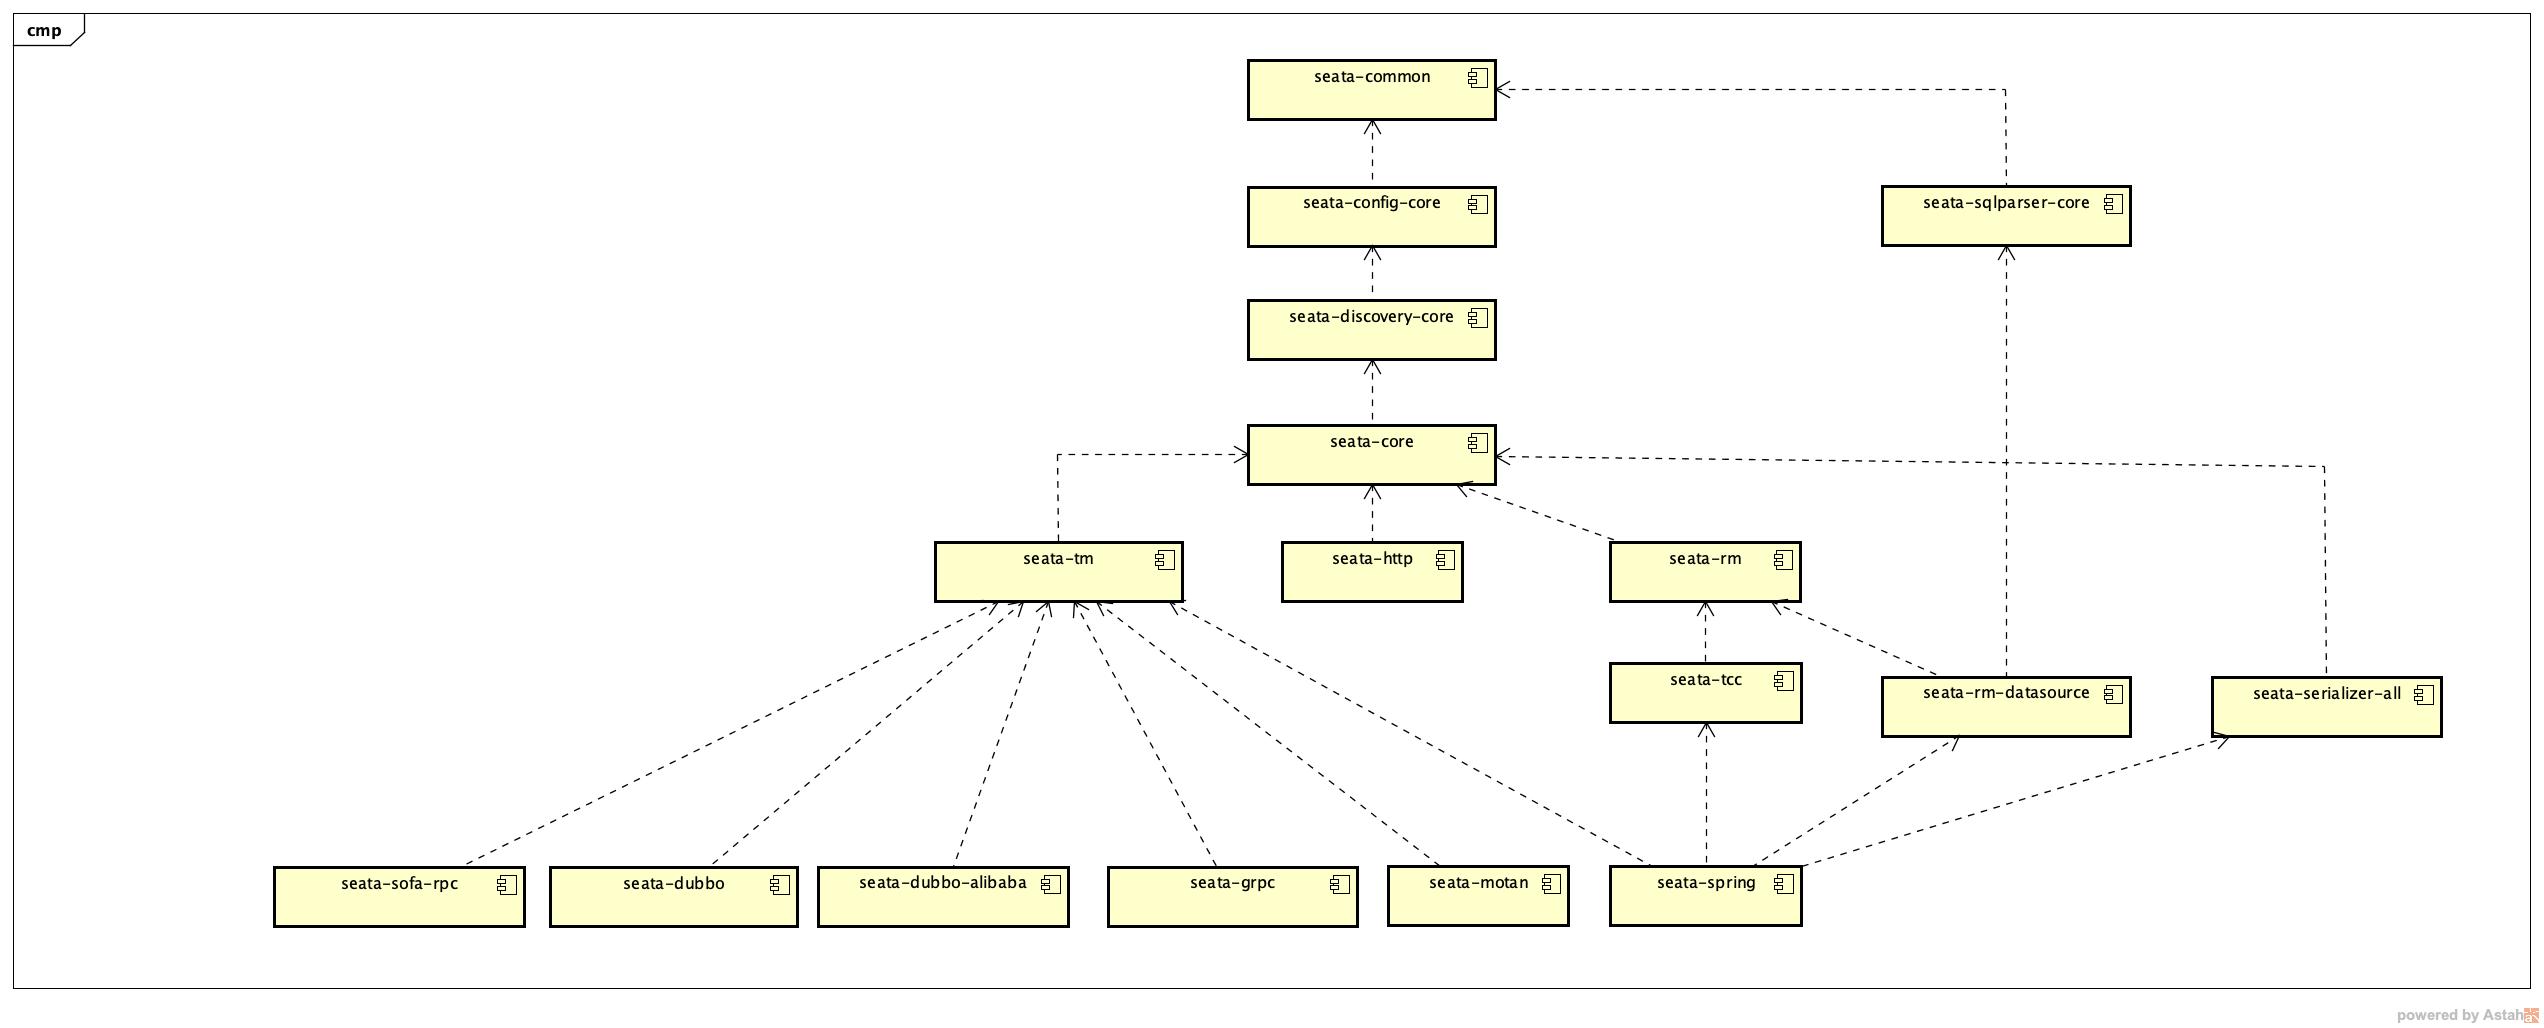 cmp
seata-common
seata-config-core
seata-sqlparser-core
seata-discovery-core
seata-core
seata-tm
seata-http
seata-rm
seata-tcc
seata-rm-datasource
seata-serializer-all
seata-sofa-rpc
seata-dubbo
seata-dubbo-alibaba
seata-grpc
seata-motan
seata-spring
powered by Astah